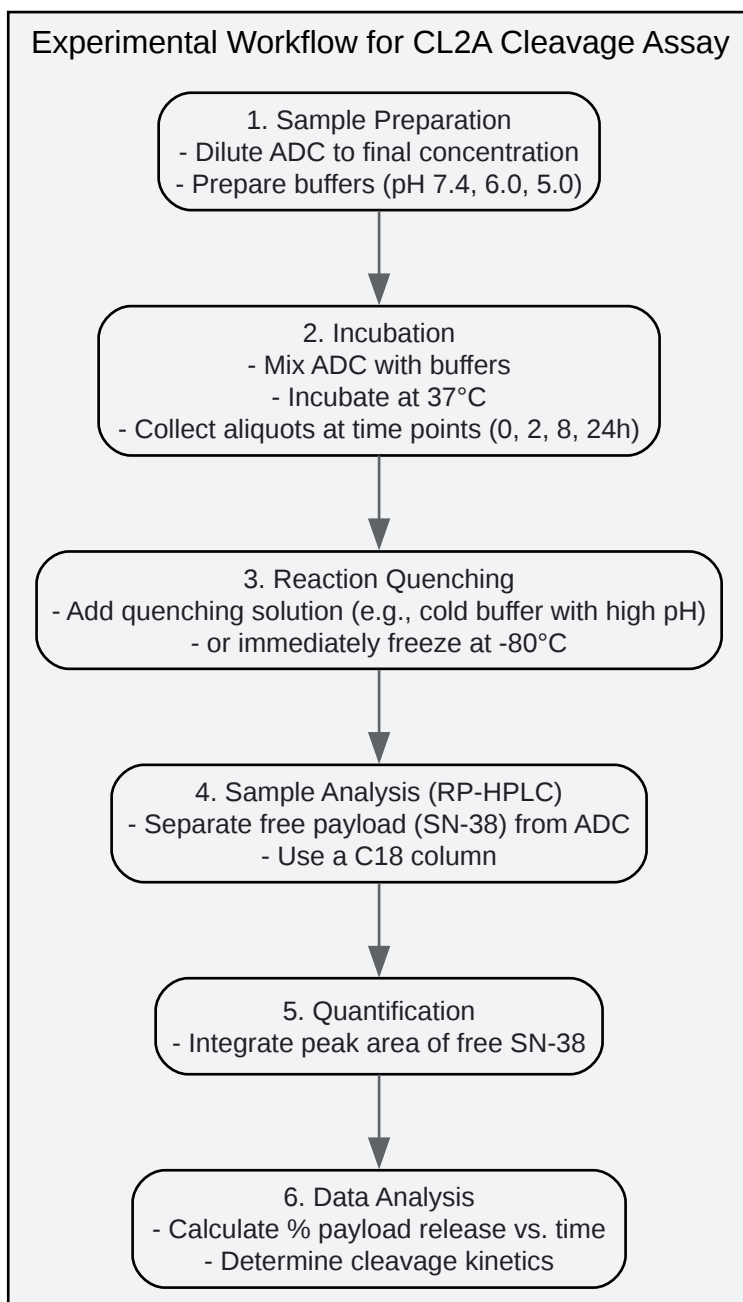 Experimental Workflow for CL2A Cleavage Assay
1. Sample Preparation
- Dilute ADC to final concentration
- Prepare buffers (pH 7.4, 6.0, 5.0)
2. Incubation
- Mix ADC with buffers
- Incubate at 37°C
- Collect aliquots at time points (0, 2, 8, 24h)
3. Reaction Quenching
- Add quenching solution (e.g., cold buffer with high pH)
- or immediately freeze at -80°C
4. Sample Analysis (RP-HPLC)
- Separate free payload (SN-38) from ADC
- Use a C18 column
5. Quantification
- Integrate peak area of free SN-38
6. Data Analysis
- Calculate % payload release vs. time
- Determine cleavage kinetics